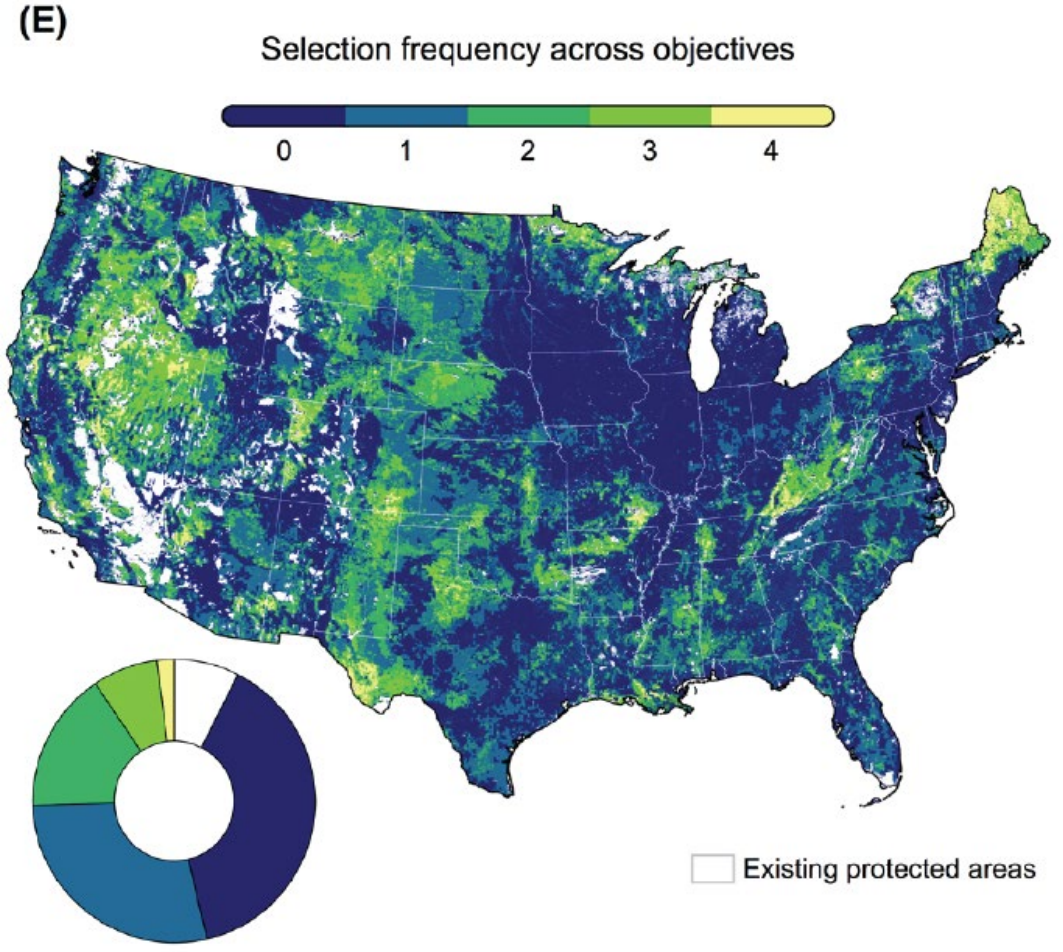 (E)
Selection frequency across objectives
0 1 2 3 4
Existing protected areas